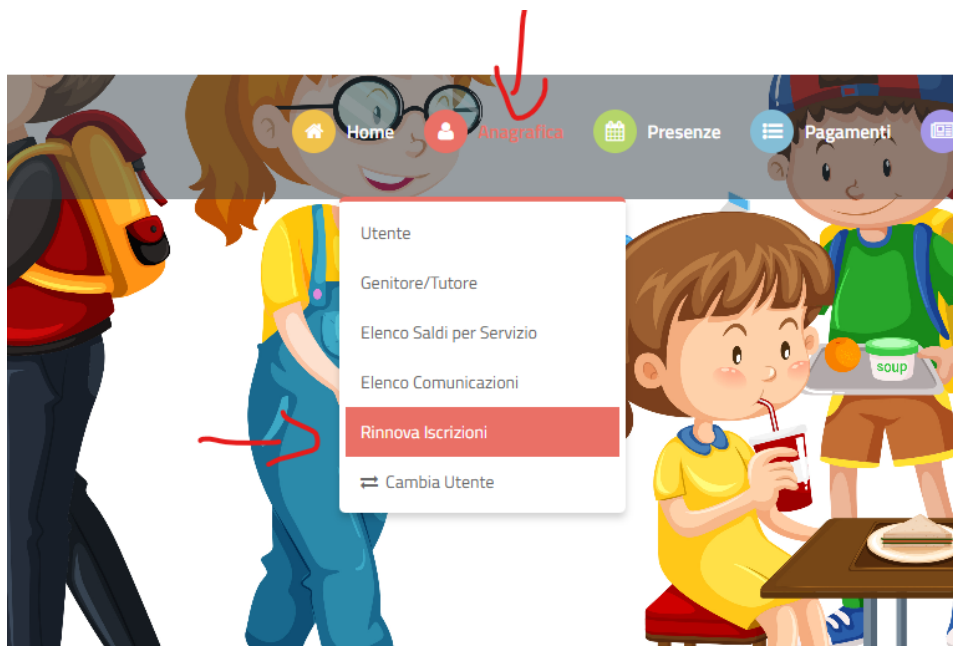 Home Anagrafica Presenze Pagamenti
Utente
Genitore/Tutore
Elenco Saldi per Servizio
Elenco Comunicazioni
Rinnova Iscrizioni
Cambia Utente
soup